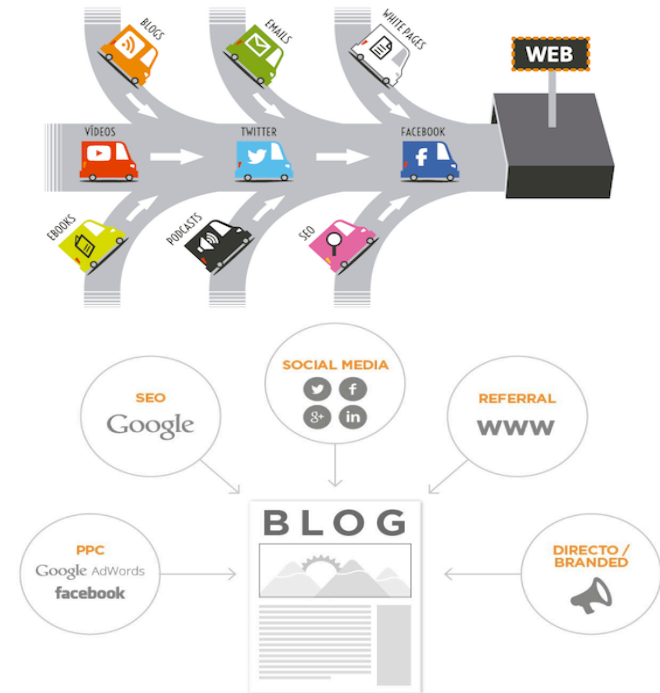 BLOGS
EMAILS
WHITE PAGES
WEB
VÍDEOS
TWITTER
FACEBOOK
f
EBOOKS
PODCASTS
SEO
SOCIAL MEDIA
f
g+ in
SEO
Google
REFERRAL
www
BLOG
PPC
Google AdWords
facebook
DIRECTO /
BRANDED